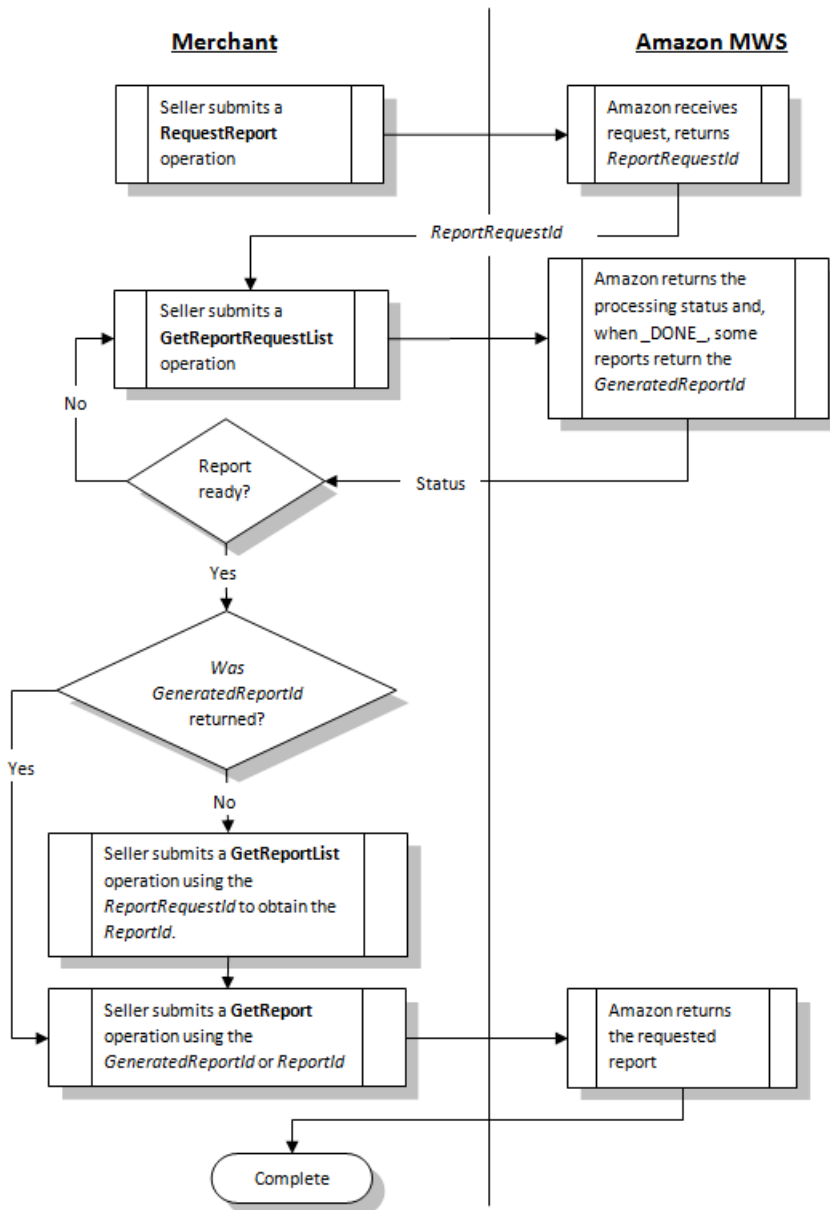 Merchant
Amazon MWS
Seller submits a
RequestReport
operation
Amazon receives
request, returns
ReportRequestId
ReportRequestId
Seller submits a
GetReportRequestList
operation
Amazon returns the
processing status and,
when _DONE_, some
reports return the
GeneratedReportId
No
Report
ready?
Status
Yes
Was
GeneratedReportId
returned?
Yes
No
Seller submits a GetReportList
operation using the
ReportRequestId to obtain the
ReportId.
Seller submits a GetReport
operation using the
GeneratedReportId or ReportId
Amazon returns
the requested
report
Complete